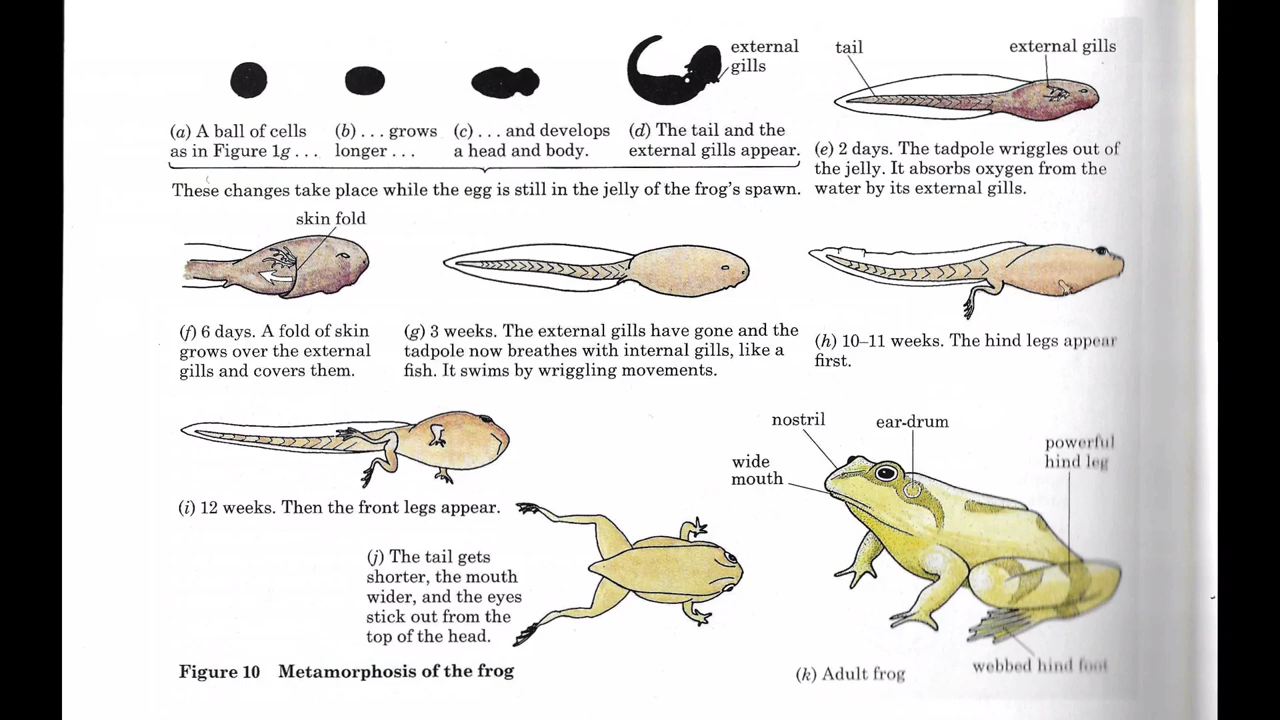 external
gills
tail
external gills
(a) A ball of cells
as in Figure 1g . . .
(b) . . . grows
longer . . .
(c) . . . and develops
a head and body.
(d) The tail and the
external gills appear.
These changes take place while the egg is still in the jelly of the frog's spawn.
(e) 2 days. The tadpole wriggles out of
the jelly. It absorbs oxygen from the
water by its external gills.
skin fold
(f) 6 days. A fold of skin
grows over the external
gills and covers them.
(g) 3 weeks. The external gills have gone and the
tadpole now breathes with internal gills, like a
fish. It swims by wriggling movements.
(h) 10–11 weeks. The hind legs appear
first.
(i) 12 weeks. Then the front legs appear.
(j) The tail gets
shorter, the mouth
wider, and the eyes
stick out from the
top of the head.
nostril
ear-drum
wide
mouth
powerful
hind leg
webbed hind foot
(k) Adult frog
Figure 10 Metamorphosis of the frog